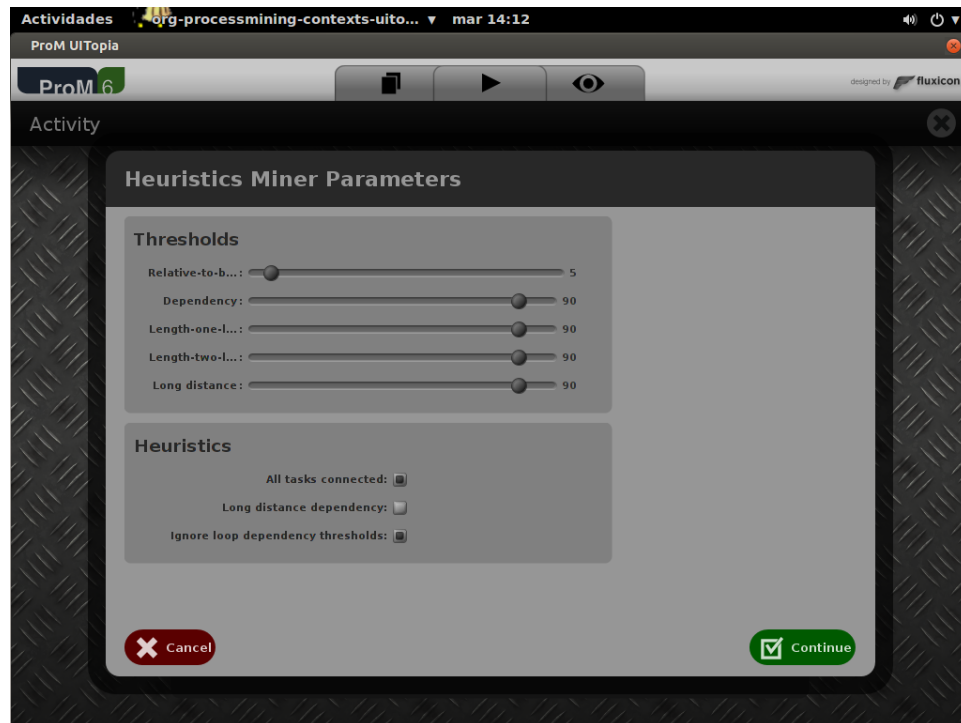 Actividades org-processmining-contexts-uito... ▾ mar 14:12
ProM UITopia
ProM 6
designed by fluxicon
Activity
Heuristics Miner Parameters
Thresholds
Relative-to-b...: 5
Dependency: 90
Length-one-l...: 90
Length-two-l...: 90
Long distance: 90
Heuristics
All tasks connected:
Long distance dependency:
Ignore loop dependency thresholds:
Cancel Continue